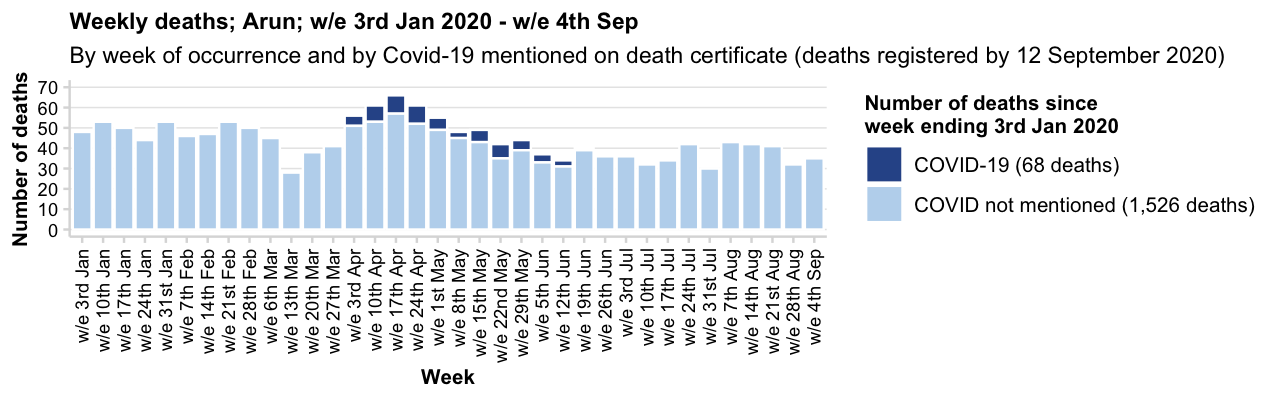 Weekly deaths; Arun; w/e 3rd Jan 2020 - w/e 4th Sep
By week of occurrence and by Covid-19 mentioned on death certificate (deaths registered by 12 September 2020)
Number of deaths
70
60
50
40
30
20
10
0
w/e 3rd Jan
w/e 10th Jan
w/e 17th Jan
w/e 24th Jan
w/e 31st Jan
w/e 7th Feb
w/e 14th Feb
w/e 21st Feb
w/e 28th Feb
w/e 6th Mar
w/e 13th Mar
w/e 20th Mar
w/e 27th Mar
w/e 3rd Apr
w/e 10th Apr
w/e 17th Apr
w/e 24th Apr
w/e 1st May
w/e 8th May
w/e 15th May
w/e 22nd May
w/e 29th May
w/e 5th Jun
w/e 12th Jun
w/e 19th Jun
w/e 26th Jun
w/e 3rd Jul
w/e 10th Jul
w/e 17th Jul
w/e 24th Jul
w/e 31st Jul
w/e 7th Aug
w/e 14th Aug
w/e 21st Aug
w/e 28th Aug
w/e 4th Sep
Week
Number of deaths since
week ending 3rd Jan 2020
COVID-19 (68 deaths)
COVID not mentioned (1,526 deaths)